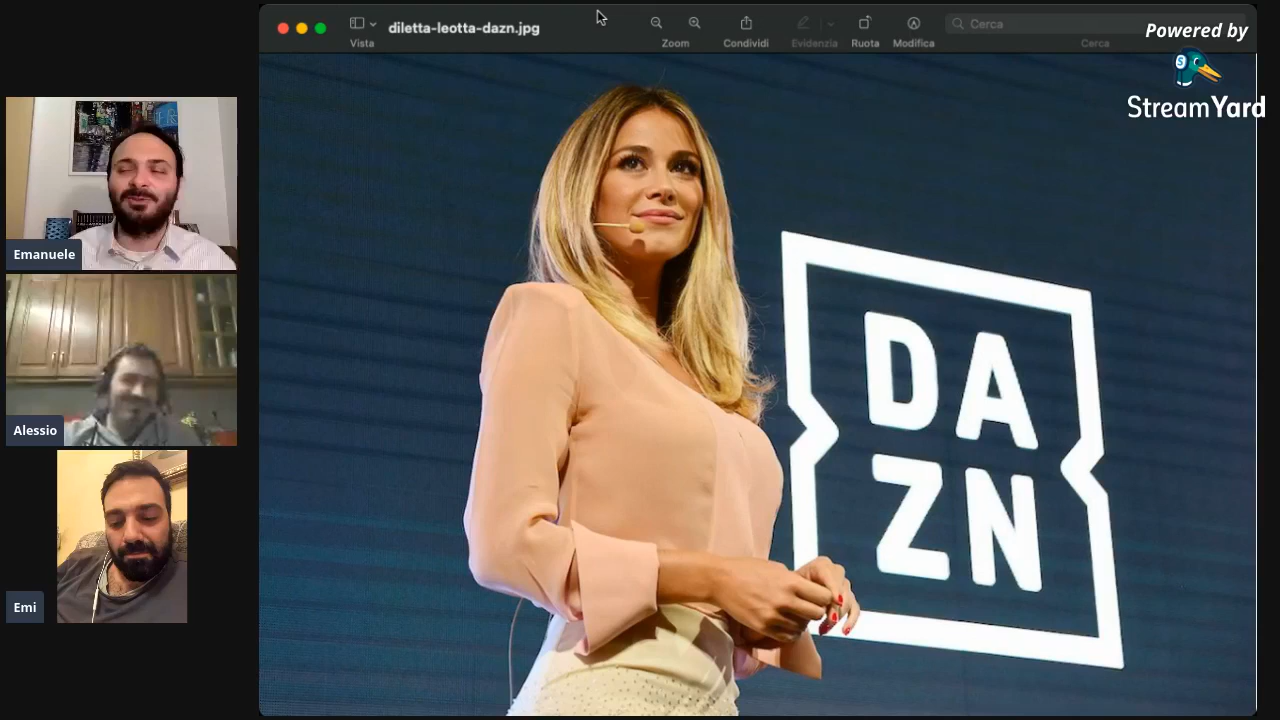 diletta-leotta-dazn.jpg
Vista
Zoom
Condividi
Evidenzia
Ruota
Modifica
Cerca
Cerca
Powered by
StreamYard
Emanuele
Alessio
Emi
DA
ZN